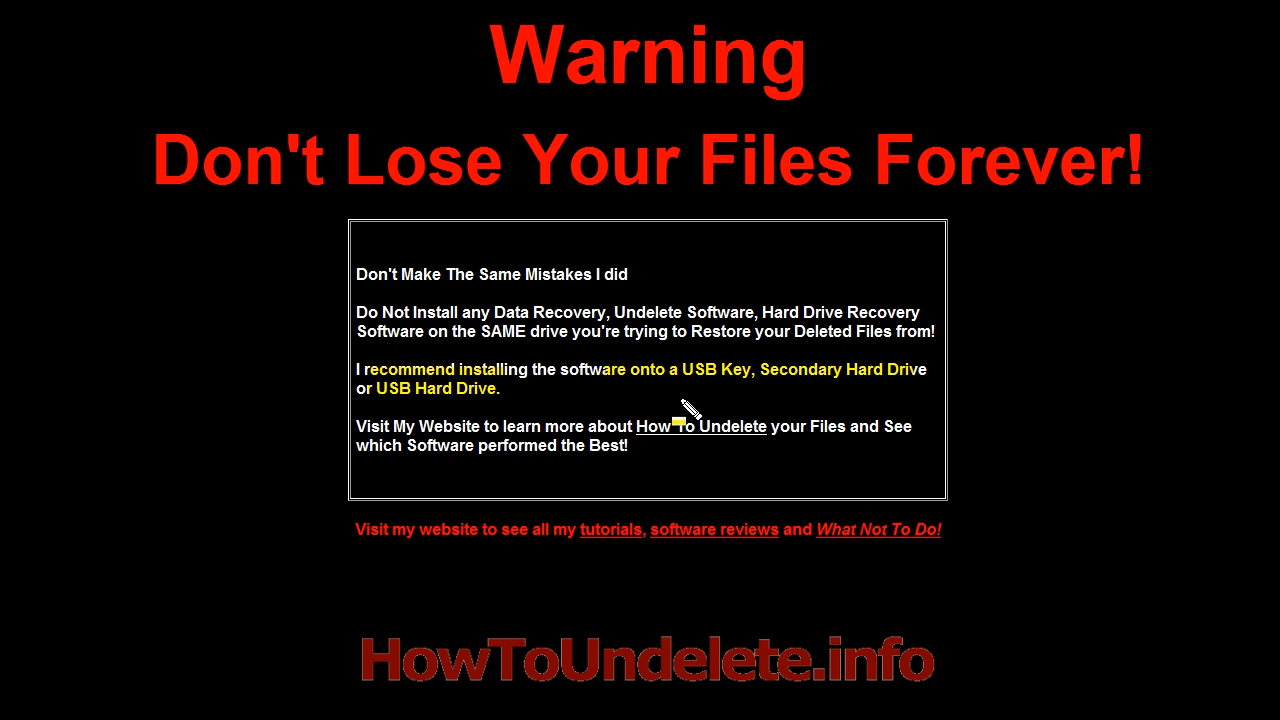 Warning
Don't Lose Your Files Forever!
Don't Make The Same Mistakes I did
Do Not Install any Data Recovery, Undelete Software, Hard Drive Recovery
Software on the SAME drive you're trying to Restore your Deleted Files from!
I recommend installing the software onto a USB Key, Secondary Hard Drive
or USB Hard Drive.
Visit My Website to learn more about How To Undelete your Files and See
which Software performed the Best!
Visit my website to see all my tutorials, software reviews and What Not To Do!
HowToUndelete.info